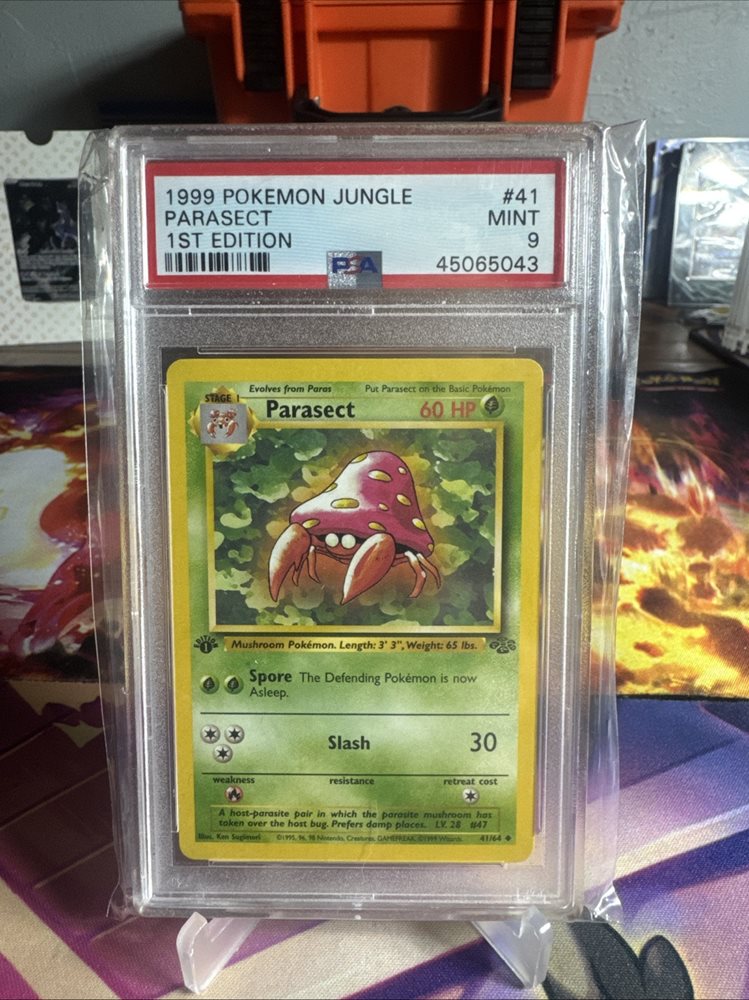 1999 POKEMON JUNGLE #41
PARASECT MINT
1ST EDITION 9
PSA 45065043
Evolves from Paras Put Parasect on the Basic Pokémon
STAGE 1
Parasect 60 HP
EDITION 1
Mushroom Pokémon. Length: 3' 3", Weight: 65 lbs.
Spore The Defending Pokémon is now
Asleep.
Slash 30
weakness resistance retreat cost
A host-parasite pair in which the parasite mushroom has
taken over the host bug. Prefers damp places. LV. 28 #47
Illus. Ken Sugimori ©1995, 96, 98 Nintendo, Creatures, GAMEFREAK. ©1999 Wizards. 41/64